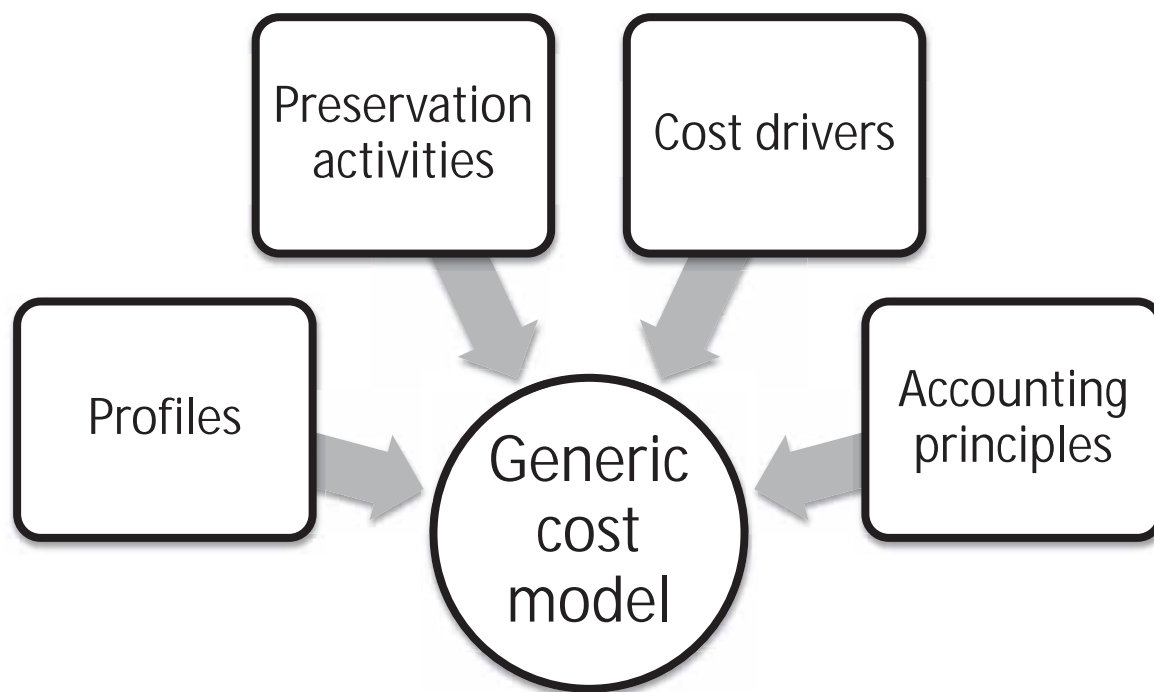 Preservation
activities
Cost drivers
Profiles
Accounting
principles
Generic
cost
model